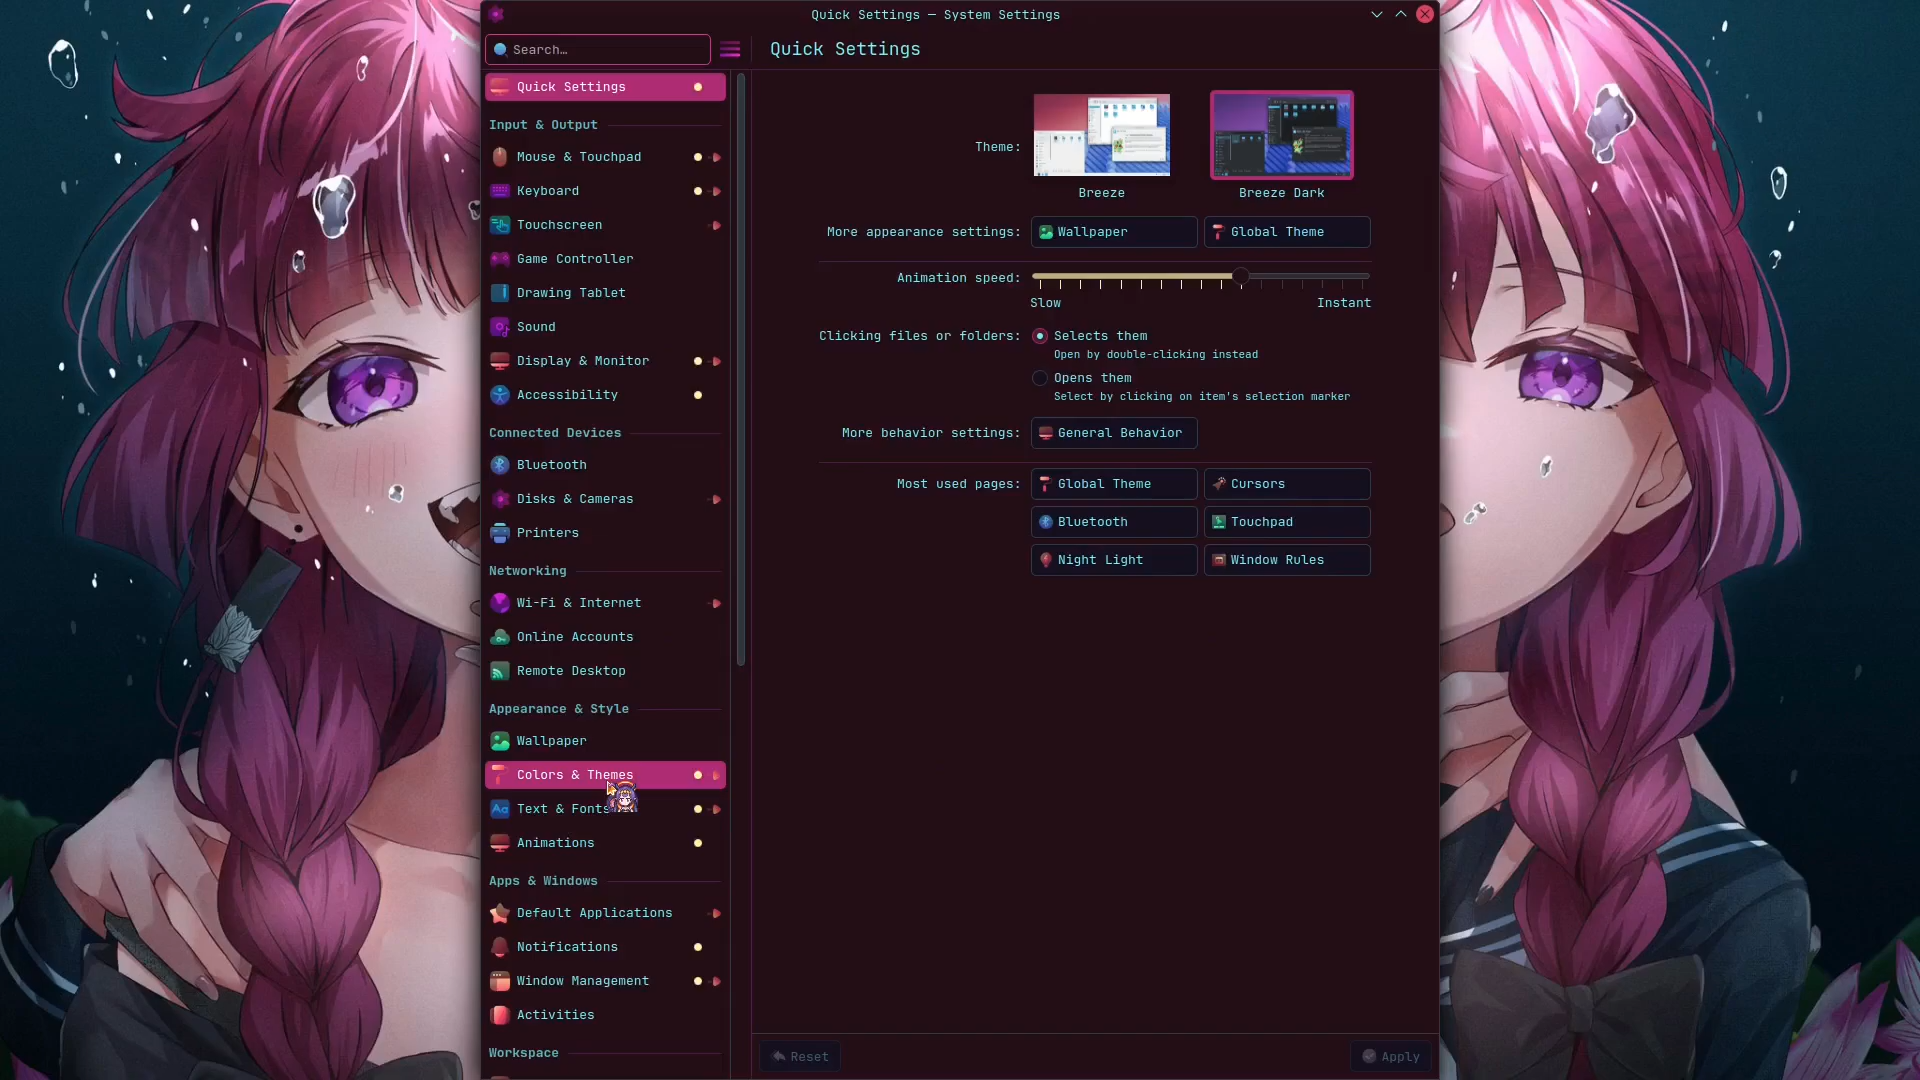 Quick Settings — System Settings
Search…
Quick Settings
Quick Settings
Input & Output
Mouse & Touchpad
Keyboard
Touchscreen
Game Controller
Drawing Tablet
Sound
Display & Monitor
Accessibility
Connected Devices
Bluetooth
Disks & Cameras
Printers
Networking
Wi-Fi & Internet
Online Accounts
Remote Desktop
Appearance & Style
Wallpaper
Colors & Themes
Text & Fonts
Animations
Apps & Windows
Default Applications
Notifications
Window Management
Activities
Workspace
Theme:
Breeze
Breeze Dark
More appearance settings:
Wallpaper
Global Theme
Animation speed:
Slow
Instant
Clicking files or folders:
Selects them
Open by double-clicking instead
Opens them
Select by clicking on item's selection marker
More behavior settings:
General Behavior
Most used pages:
Global Theme
Cursors
Bluetooth
Touchpad
Night Light
Window Rules
Reset
Apply